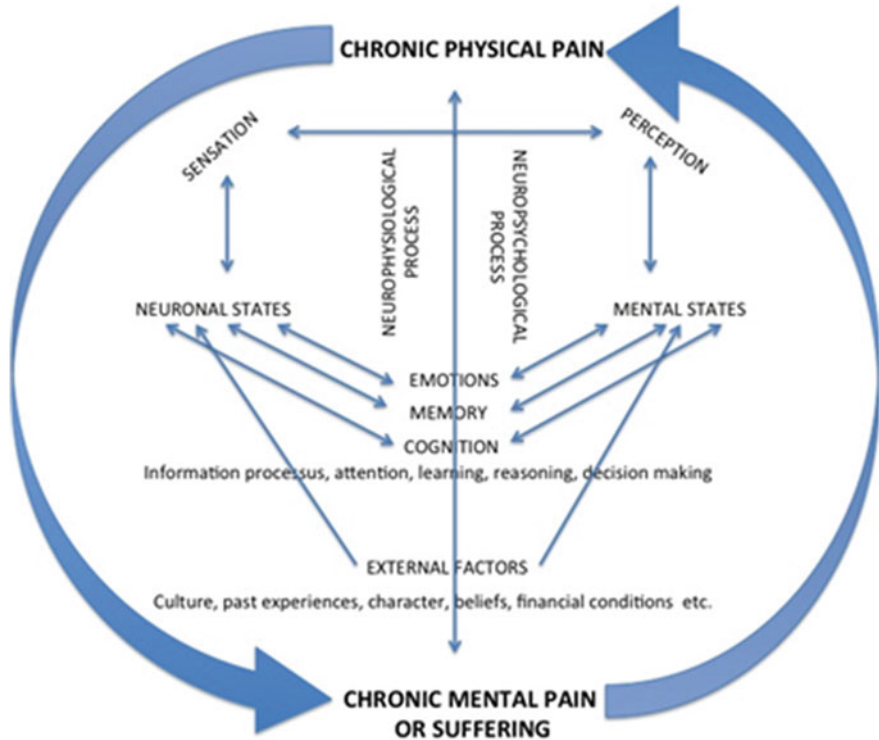 CHRONIC PHYSICAL PAIN
SENSATION
PERCEPTION
NEUROPHYSIOLOGICAL
PROCESS
NEUROPSYCHOLOGICAL
PROCESS
NEURONAL STATES
MENTAL STATES
EMOTIONS
MEMORY
COGNITION
Information processus, attention, learning, reasoning, decision making
EXTERNAL FACTORS
Culture, past experiences, character, beliefs, financial conditions etc.
CHRONIC MENTAL PAIN
OR SUFFERING